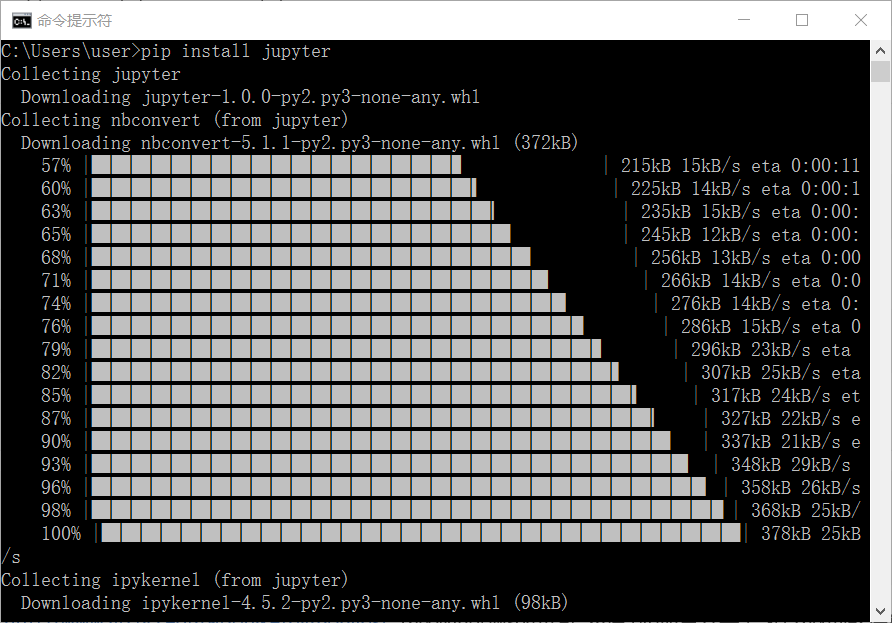 命令提示符
C:\Users\user>pip install jupyter
Collecting jupyter
Downloading jupyter-1.0.0-py2.py3-none-any.whl
Collecting nbconvert (from jupyter)
Downloading nbconvert-5.1.1-py2.py3-none-any.whl (372kB)
57% | | 215kB 15kB/s eta 0:00:11
60% | | 225kB 14kB/s eta 0:00:1
63% | | 235kB 15kB/s eta 0:00:
65% | | 245kB 12kB/s eta 0:00:
68% | | 256kB 13kB/s eta 0:00
71% | | 266kB 14kB/s eta 0:0
74% | | 276kB 14kB/s eta 0:
76% | | 286kB 15kB/s eta 0
79% | | 296kB 23kB/s eta
82% | | 307kB 25kB/s eta
85% | | 317kB 24kB/s et
87% | | 327kB 22kB/s e
90% | | 337kB 21kB/s e
93% | | 348kB 29kB/s
96% | | 358kB 26kB/s
98% | | 368kB 25kB/
100% | | 378kB 25kB
/s
Collecting ipykernel (from jupyter)
Downloading ipykernel-4.5.2-py2.py3-none-any.whl (98kB)